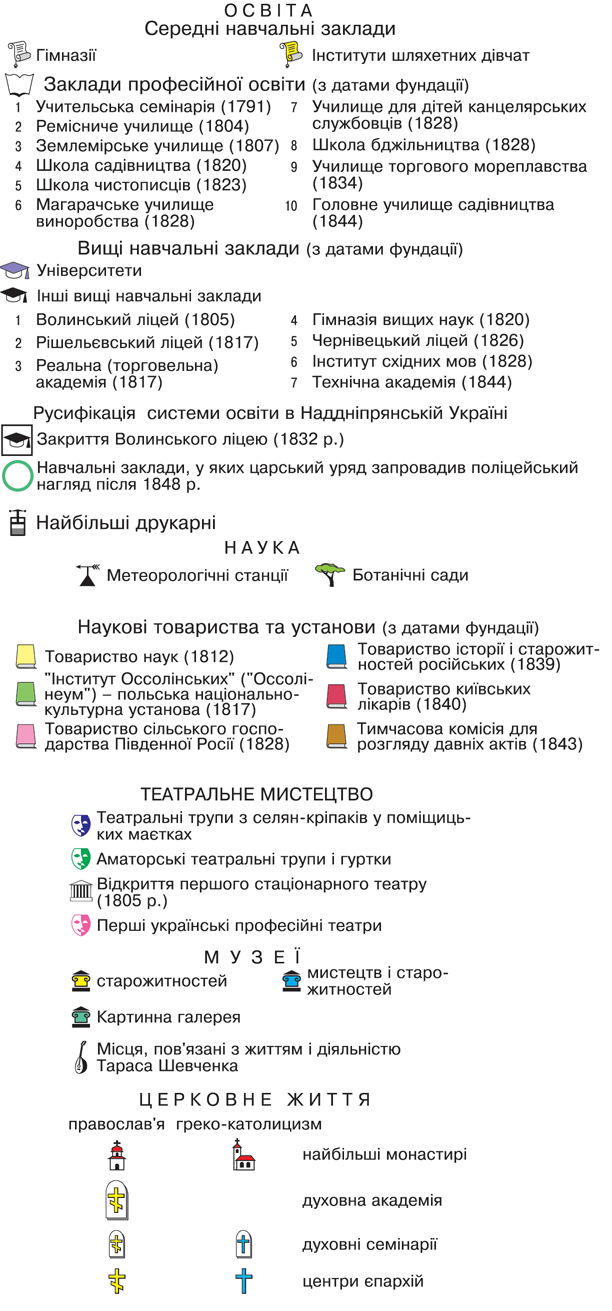 ОСВІТА
Середні навчальні заклади
Гімназії
Інститути шляхетних дівчат
Заклади професійної освіти (з датами фундації)
1 Учительська семінарія (1791)
2 Ремісниче училище (1804)
3 Землемірське училище (1807)
4 Школа садівництва (1820)
5 Школа чистописців (1823)
6 Магарачське училище
виноробства (1828)
7 Училище для дітей канцелярських
службовців (1828)
8 Школа бджільництва (1828)
9 Училище торгового мореплавства
(1834)
10 Головне училище садівництва
(1844)
Вищі навчальні заклади (з датами фундації)
Університети
Інші вищі навчальні заклади
1 Волинський ліцей (1805)
2 Рішельєвський ліцей (1817)
3 Реальна (торговельна)
академія (1817)
4 Гімназія вищих наук (1820)
5 Чернівецький ліцей (1826)
6 Інститут східних мов (1828)
7 Технічна академія (1844)
Русифікація системи освіти в Наддніпрянській Україні
Закриття Волинського ліцею (1832 р.)
Навчальні заклади, у яких царський уряд запровадив поліцейський
нагляд після 1848 р.
Найбільші друкарні
НАУКА
Метеорологічні станції
Ботанічні сади
Наукові товариства та установи (з датами фундації)
Товариство наук (1812)
"Інститут Оссолінських" ("Оссолі-
неум") – польська національно-
культурна установа (1817)
Товариство сільського госпо-
дарства Південної Росії (1828)
Товариство історії і старожит-
ностей російських (1839)
Товариство київських
лікарів (1840)
Тимчасова комісія для
розгляду давніх актів (1843)
ТЕАТРАЛЬНЕ МИСТЕЦТВО
Театральні трупи з селян-кріпаків у поміщиць-
ких маєтках
Аматорські театральні трупи і гуртки
Відкриття першого стаціонарного театру
(1805 р.)
Перші українські професійні театри
МУЗЕЇ
старожитностей
мистецтв і старо-
житностей
Картинна галерея
Місця, пов'язані з життям і діяльністю
Тараса Шевченка
ЦЕРКОВНЕ ЖИТТЯ
православ'я греко-католицизм
найбільші монастирі
духовна академія
духовні семінарії
центри єпархій